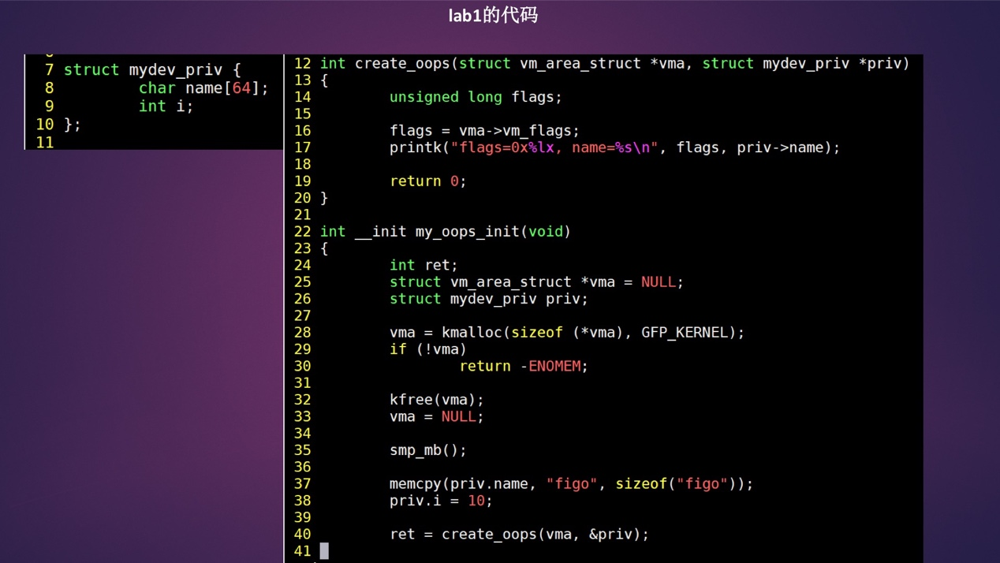 lab1的代码
7 struct mydev_priv {
8         char name[64];
9         int i;
10 };
11
12 int create_oops(struct vm_area_struct *vma, struct mydev_priv *priv)
13 {
14         unsigned long flags;
15
16         flags = vma->vm_flags;
17         printk("flags=0x%lx, name=%s\n", flags, priv->name);
18
19         return 0;
20 }
21
22 int __init my_oops_init(void)
23 {
24         int ret;
25         struct vm_area_struct *vma = NULL;
26         struct mydev_priv priv;
27
28         vma = kmalloc(sizeof (*vma), GFP_KERNEL);
29         if (!vma)
30                 return -ENOMEM;
31
32         kfree(vma);
33         vma = NULL;
34
35         smp_mb();
36
37         memcpy(priv.name, "figo", sizeof("figo"));
38         priv.i = 10;
39
40         ret = create_oops(vma, &priv);
41